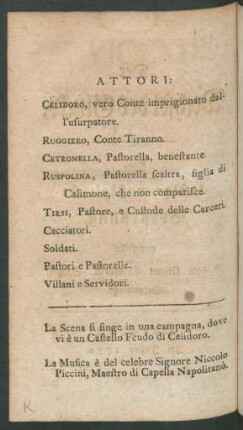 ATTORI:
CELIDORO, vero Conte imprigionato dall'
l'usurpatore.
RUGGIERO, Conte Tiranno.
CETRONELLA, Pastorella, benestante.
RUSPOLINA, Pastorella scaltra, figlia di
Calimone, che non comparisce.
TIRSI, Pastore, e Custode delle Carceri.
Cacciatori.
Soldati.
Pastori e Pastorelle.
Villani e Servidori.
La Scena si finge in una campagna, dove
vi è un Castello Feudo di Celidoro.
La Musica è del celebre Signore Niccolo
Piccini, Maestro di Capella Napolitano.
K